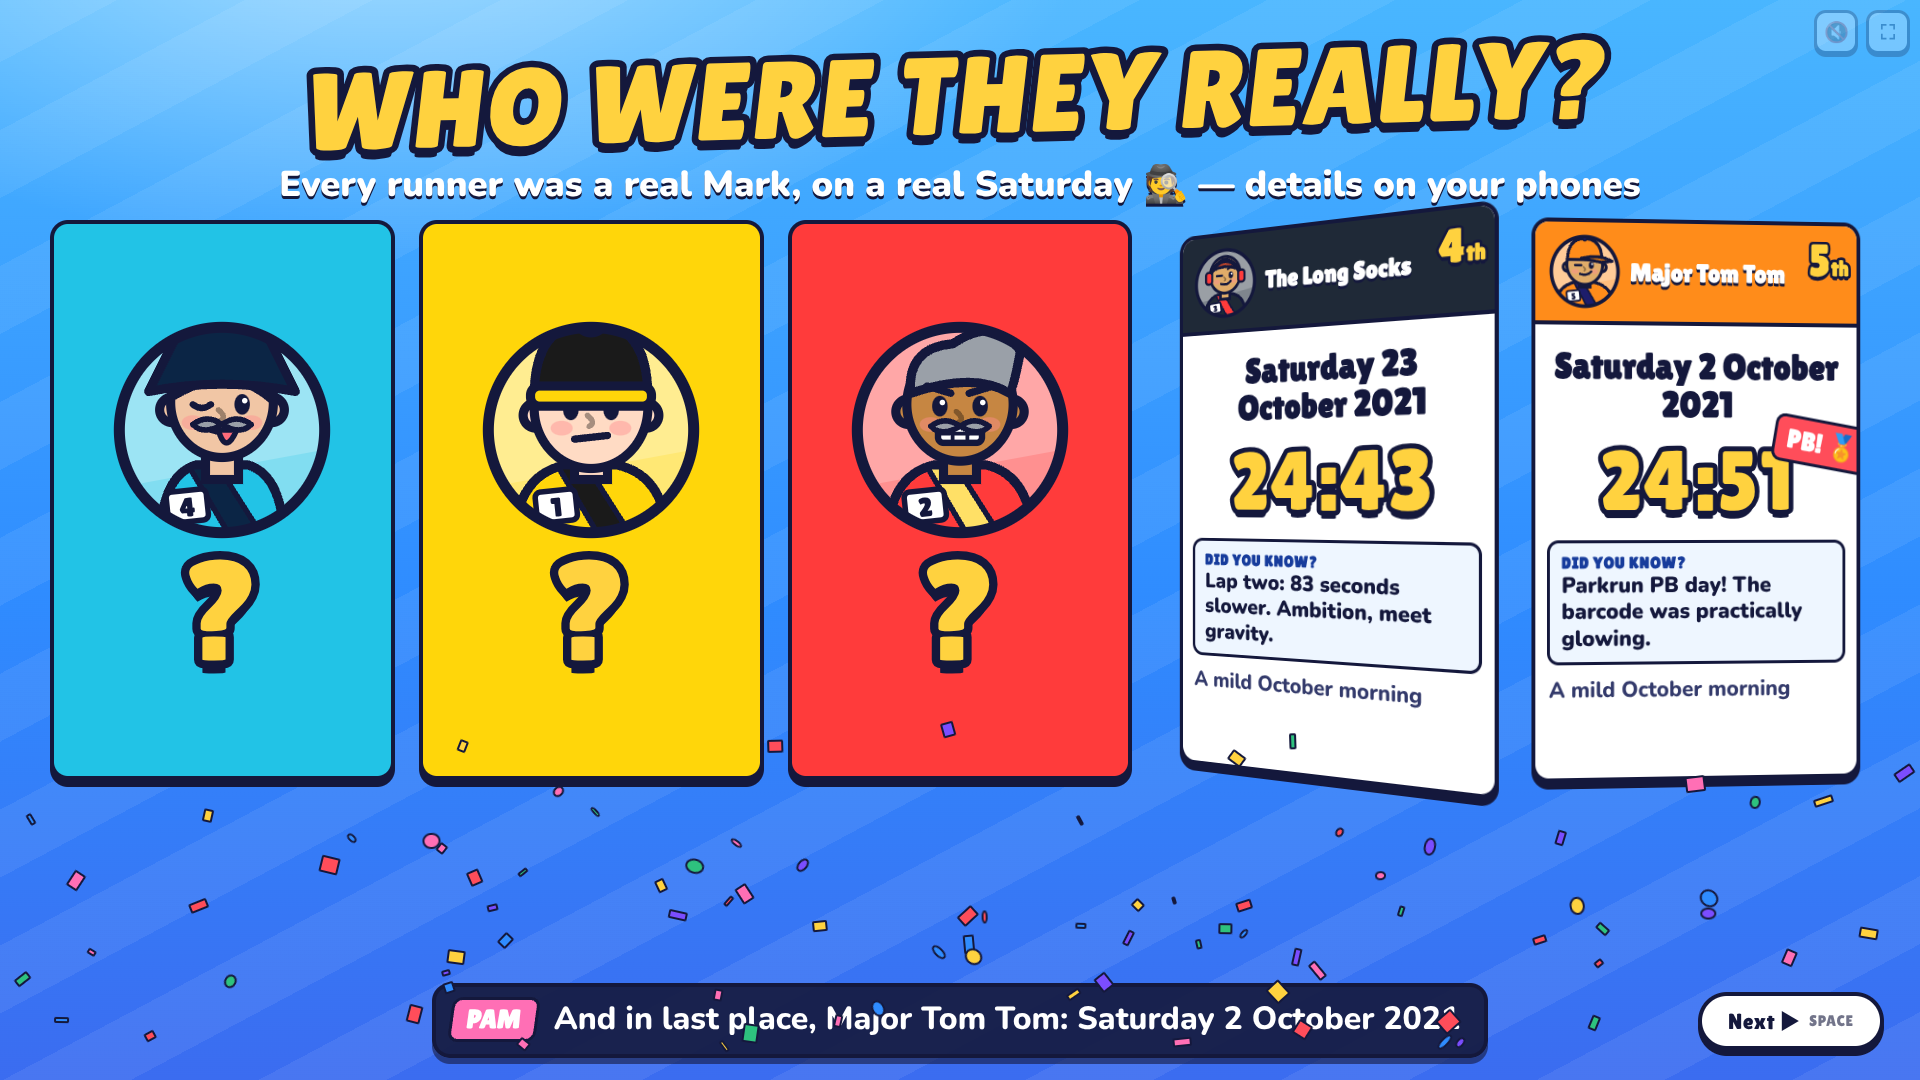 WHO WERE THEY REALLY?
Every runner was a real Mark, on a real Saturday 🕵️ — details on your phones
4
?
1
?
2
?
3
The Long Socks
4th
Saturday 23
October 2021
24:43
DID YOU KNOW?
Lap two: 83 seconds
slower. Ambition, meet
gravity.
A mild October morning
5
Major Tom Tom
5th
Saturday 2 October
2021
PB! 🏅
24:51
DID YOU KNOW?
Parkrun PB day! The
barcode was practically
glowing.
A mild October morning
PAM And in last place, Major Tom Tom: Saturday 2 October 2021
Next ▶ SPACE